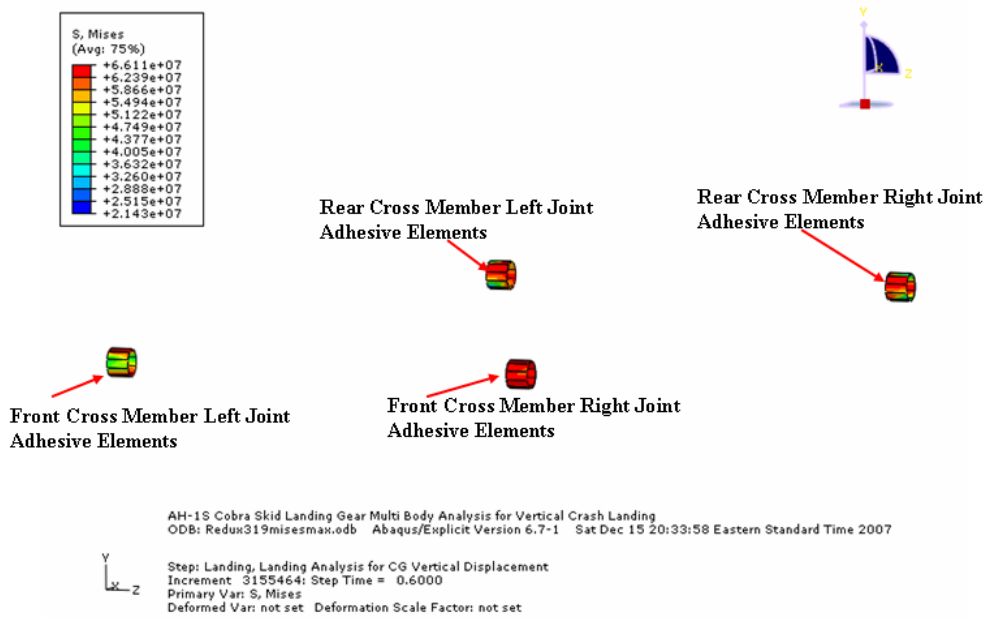 S, Mises
(Avg: 75%)
+6.611e+07
+6.239e+07
+5.866e+07
+5.494e+07
+5.122e+07
+4.749e+07
+4.377e+07
+4.005e+07
+3.632e+07
+3.260e+07
+2.888e+07
+2.515e+07
+2.143e+07
Y
X
Z
Rear Cross Member Left Joint
Adhesive Elements
Rear Cross Member Right Joint
Adhesive Elements
Front Cross Member Left Joint
Adhesive Elements
Front Cross Member Right Joint
Adhesive Elements
AH-1S Cobra Skid Landing Gear Multi Body Analysis for Vertical Crash Landing
ODB: Redux319misesmax.odb Abaqus/Explicit Version 6.7-1 Sat Dec 15 20:33:58 Eastern Standard Time 2007
Y
X
Z
Step: Landing, Landing Analysis for CG Vertical Displacement
Increment 3155464: Step Time = 0.6000
Primary Var: S, Mises
Deformed Var: not set Deformation Scale Factor: not set